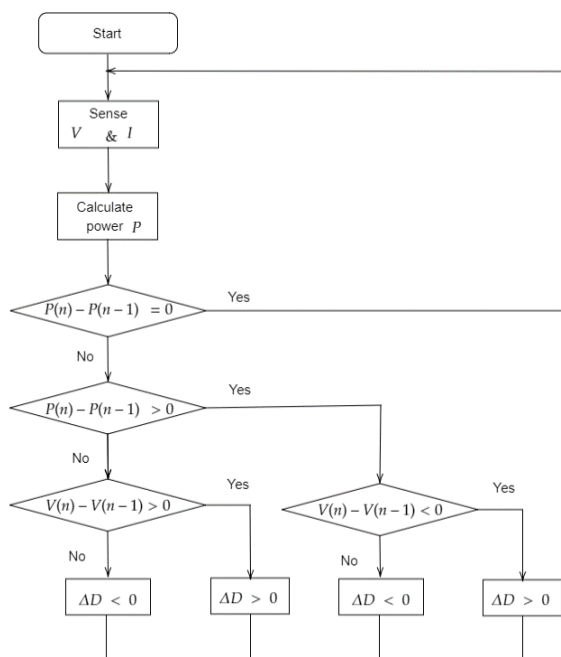 Start
Sense
V & I
Calculate
power P
P(n) − P(n − 1) = 0
Yes
No
P(n) − P(n − 1) > 0
Yes
No
V(n) − V(n − 1) > 0
Yes
V(n) − V(n − 1) < 0
Yes
No
No
ΔD < 0
ΔD > 0
ΔD < 0
ΔD > 0